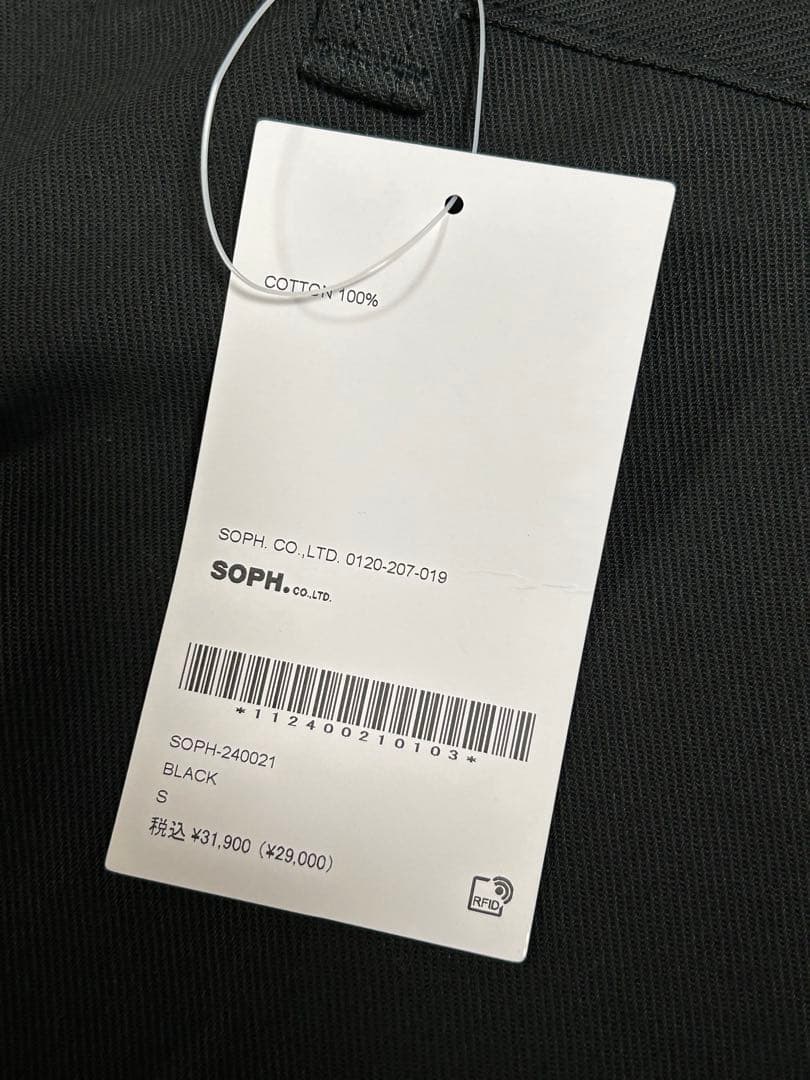 COTTON 100%
SOPH. CO.,LTD. 0120-207-019
SOPH. CO.,LTD.
*112400210103*
SOPH-240021
BLACK
S
税込 ¥31,900 (¥29,000)
RFID